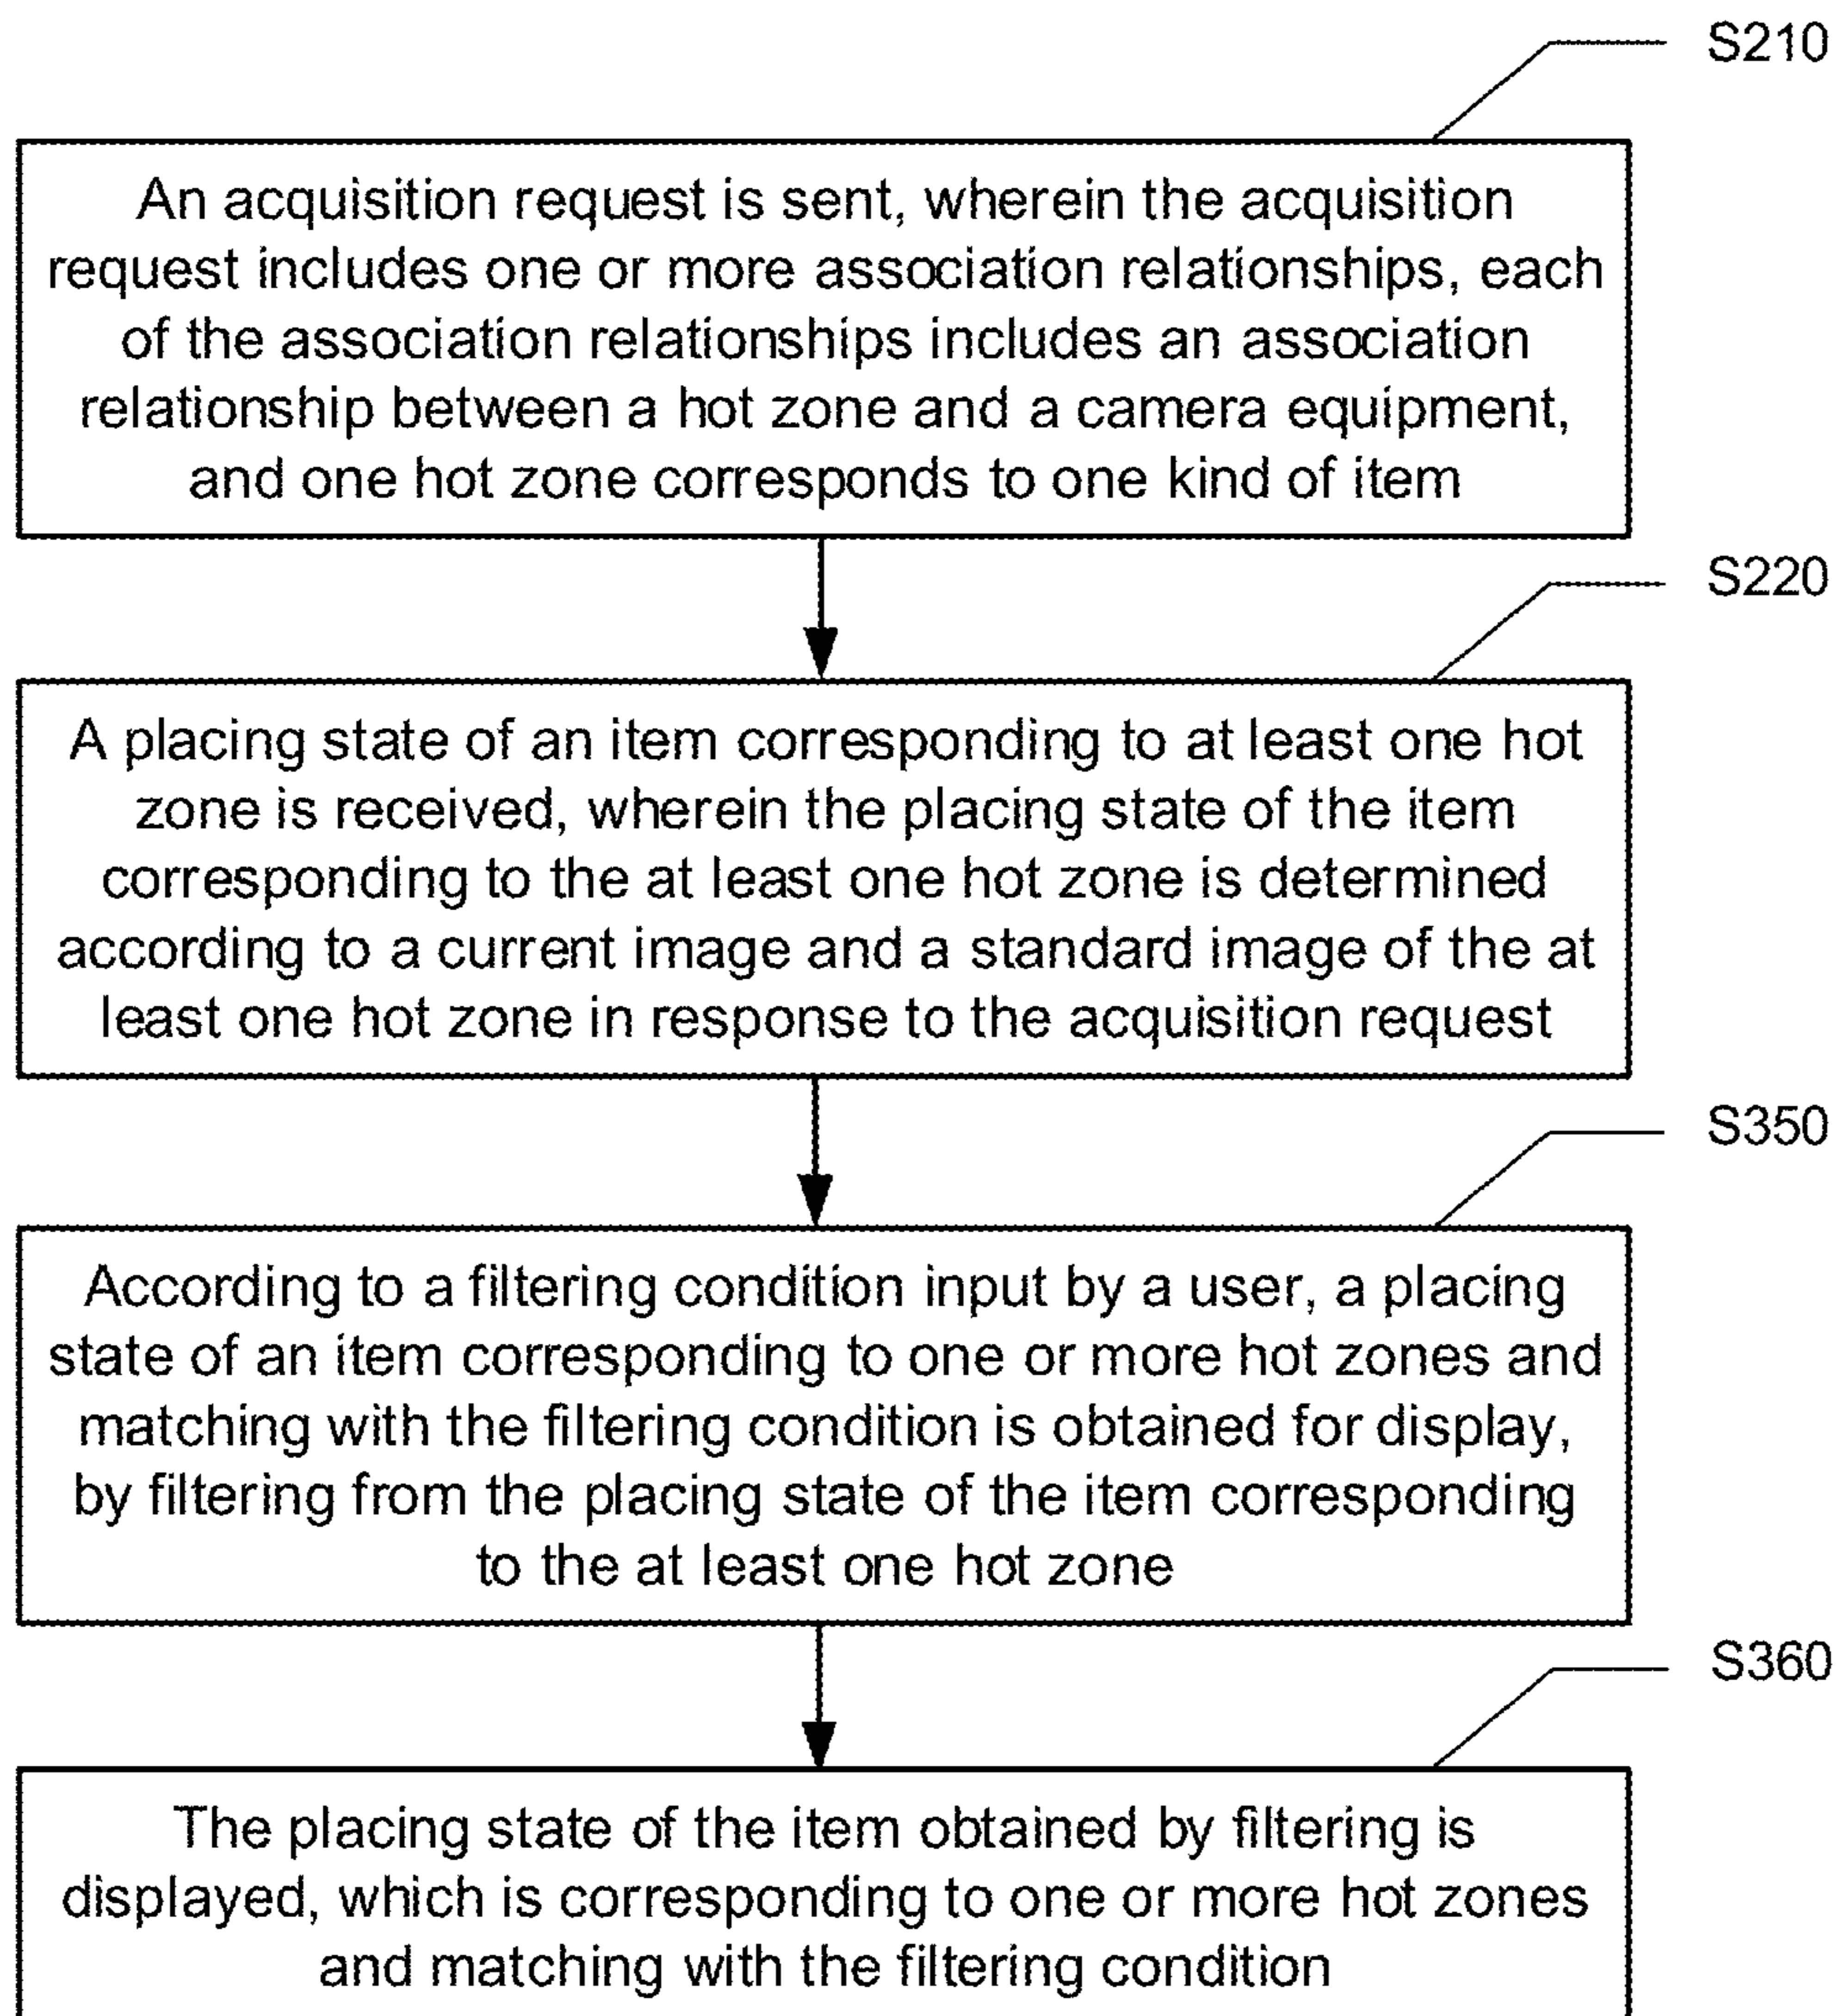 S210
An acquisition request is sent, wherein the acquisition
request includes one or more association relationships, each
of the association relationships includes an association
relationship between a hot zone and a camera equipment,
and one hot zone corresponds to one kind of item
S220
A placing state of an item corresponding to at least one hot
zone is received, wherein the placing state of the item
corresponding to the at least one hot zone is determined
according to a current image and a standard image of the at
least one hot zone in response to the acquisition request
S350
According to a filtering condition input by a user, a placing
state of an item corresponding to one or more hot zones and
matching with the filtering condition is obtained for display,
by filtering from the placing state of the item corresponding
to the at least one hot zone
S360
The placing state of the item obtained by filtering is
displayed, which is corresponding to one or more hot zones
and matching with the filtering condition